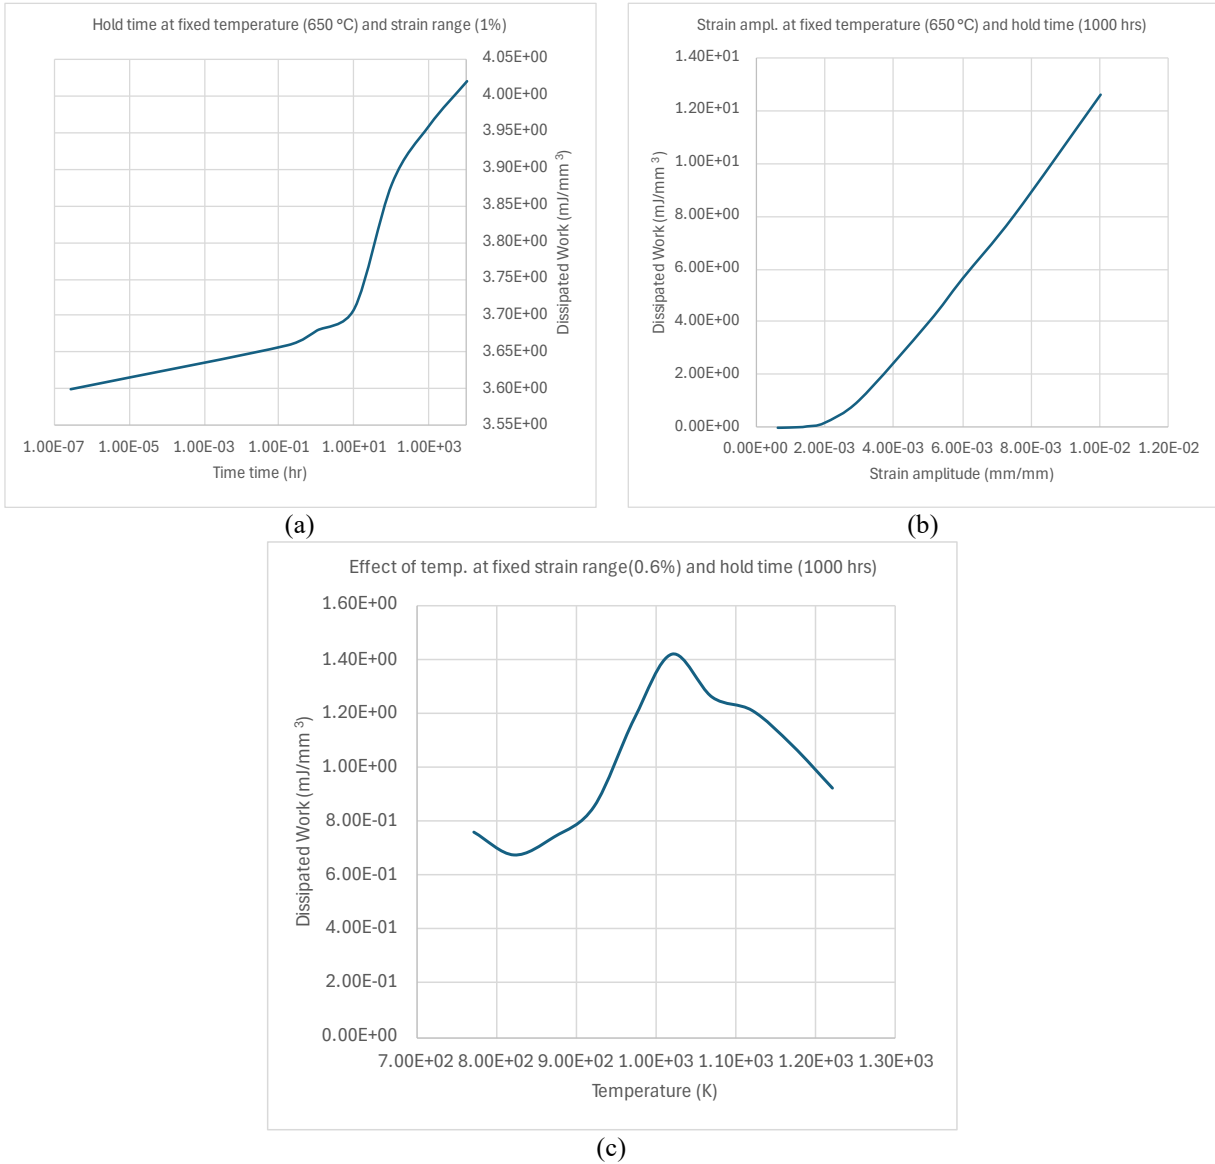 Hold time at fixed temperature (650 °C) and strain range (1%)
4.05E+00
4.00E+00
3.95E+00
3.90E+00
3.85E+00
3.80E+00
3.75E+00
3.70E+00
3.65E+00
3.60E+00
3.55E+00
Dissipated Work (mJ/mm ³)
1.00E-07 1.00E-05 1.00E-03 1.00E-01 1.00E+01 1.00E+03
Time time (hr)
(a)
Strain ampl. at fixed temperature (650 °C) and hold time (1000 hrs)
1.40E+01
1.20E+01
1.00E+01
8.00E+00
6.00E+00
4.00E+00
2.00E+00
0.00E+00
Dissipated Work (mJ/mm ³)
0.00E+00 2.00E-03 4.00E-03 6.00E-03 8.00E-03 1.00E-02 1.20E-02
Strain amplitude (mm/mm)
(b)
Effect of temp. at fixed strain range(0.6%) and hold time (1000 hrs)
1.60E+00
1.40E+00
1.20E+00
1.00E+00
8.00E-01
6.00E-01
4.00E-01
2.00E-01
0.00E+00
Dissipated Work (mJ/mm ³)
7.00E+02 8.00E+02 9.00E+02 1.00E+03 1.10E+03 1.20E+03 1.30E+03
Temperature (K)
(c)